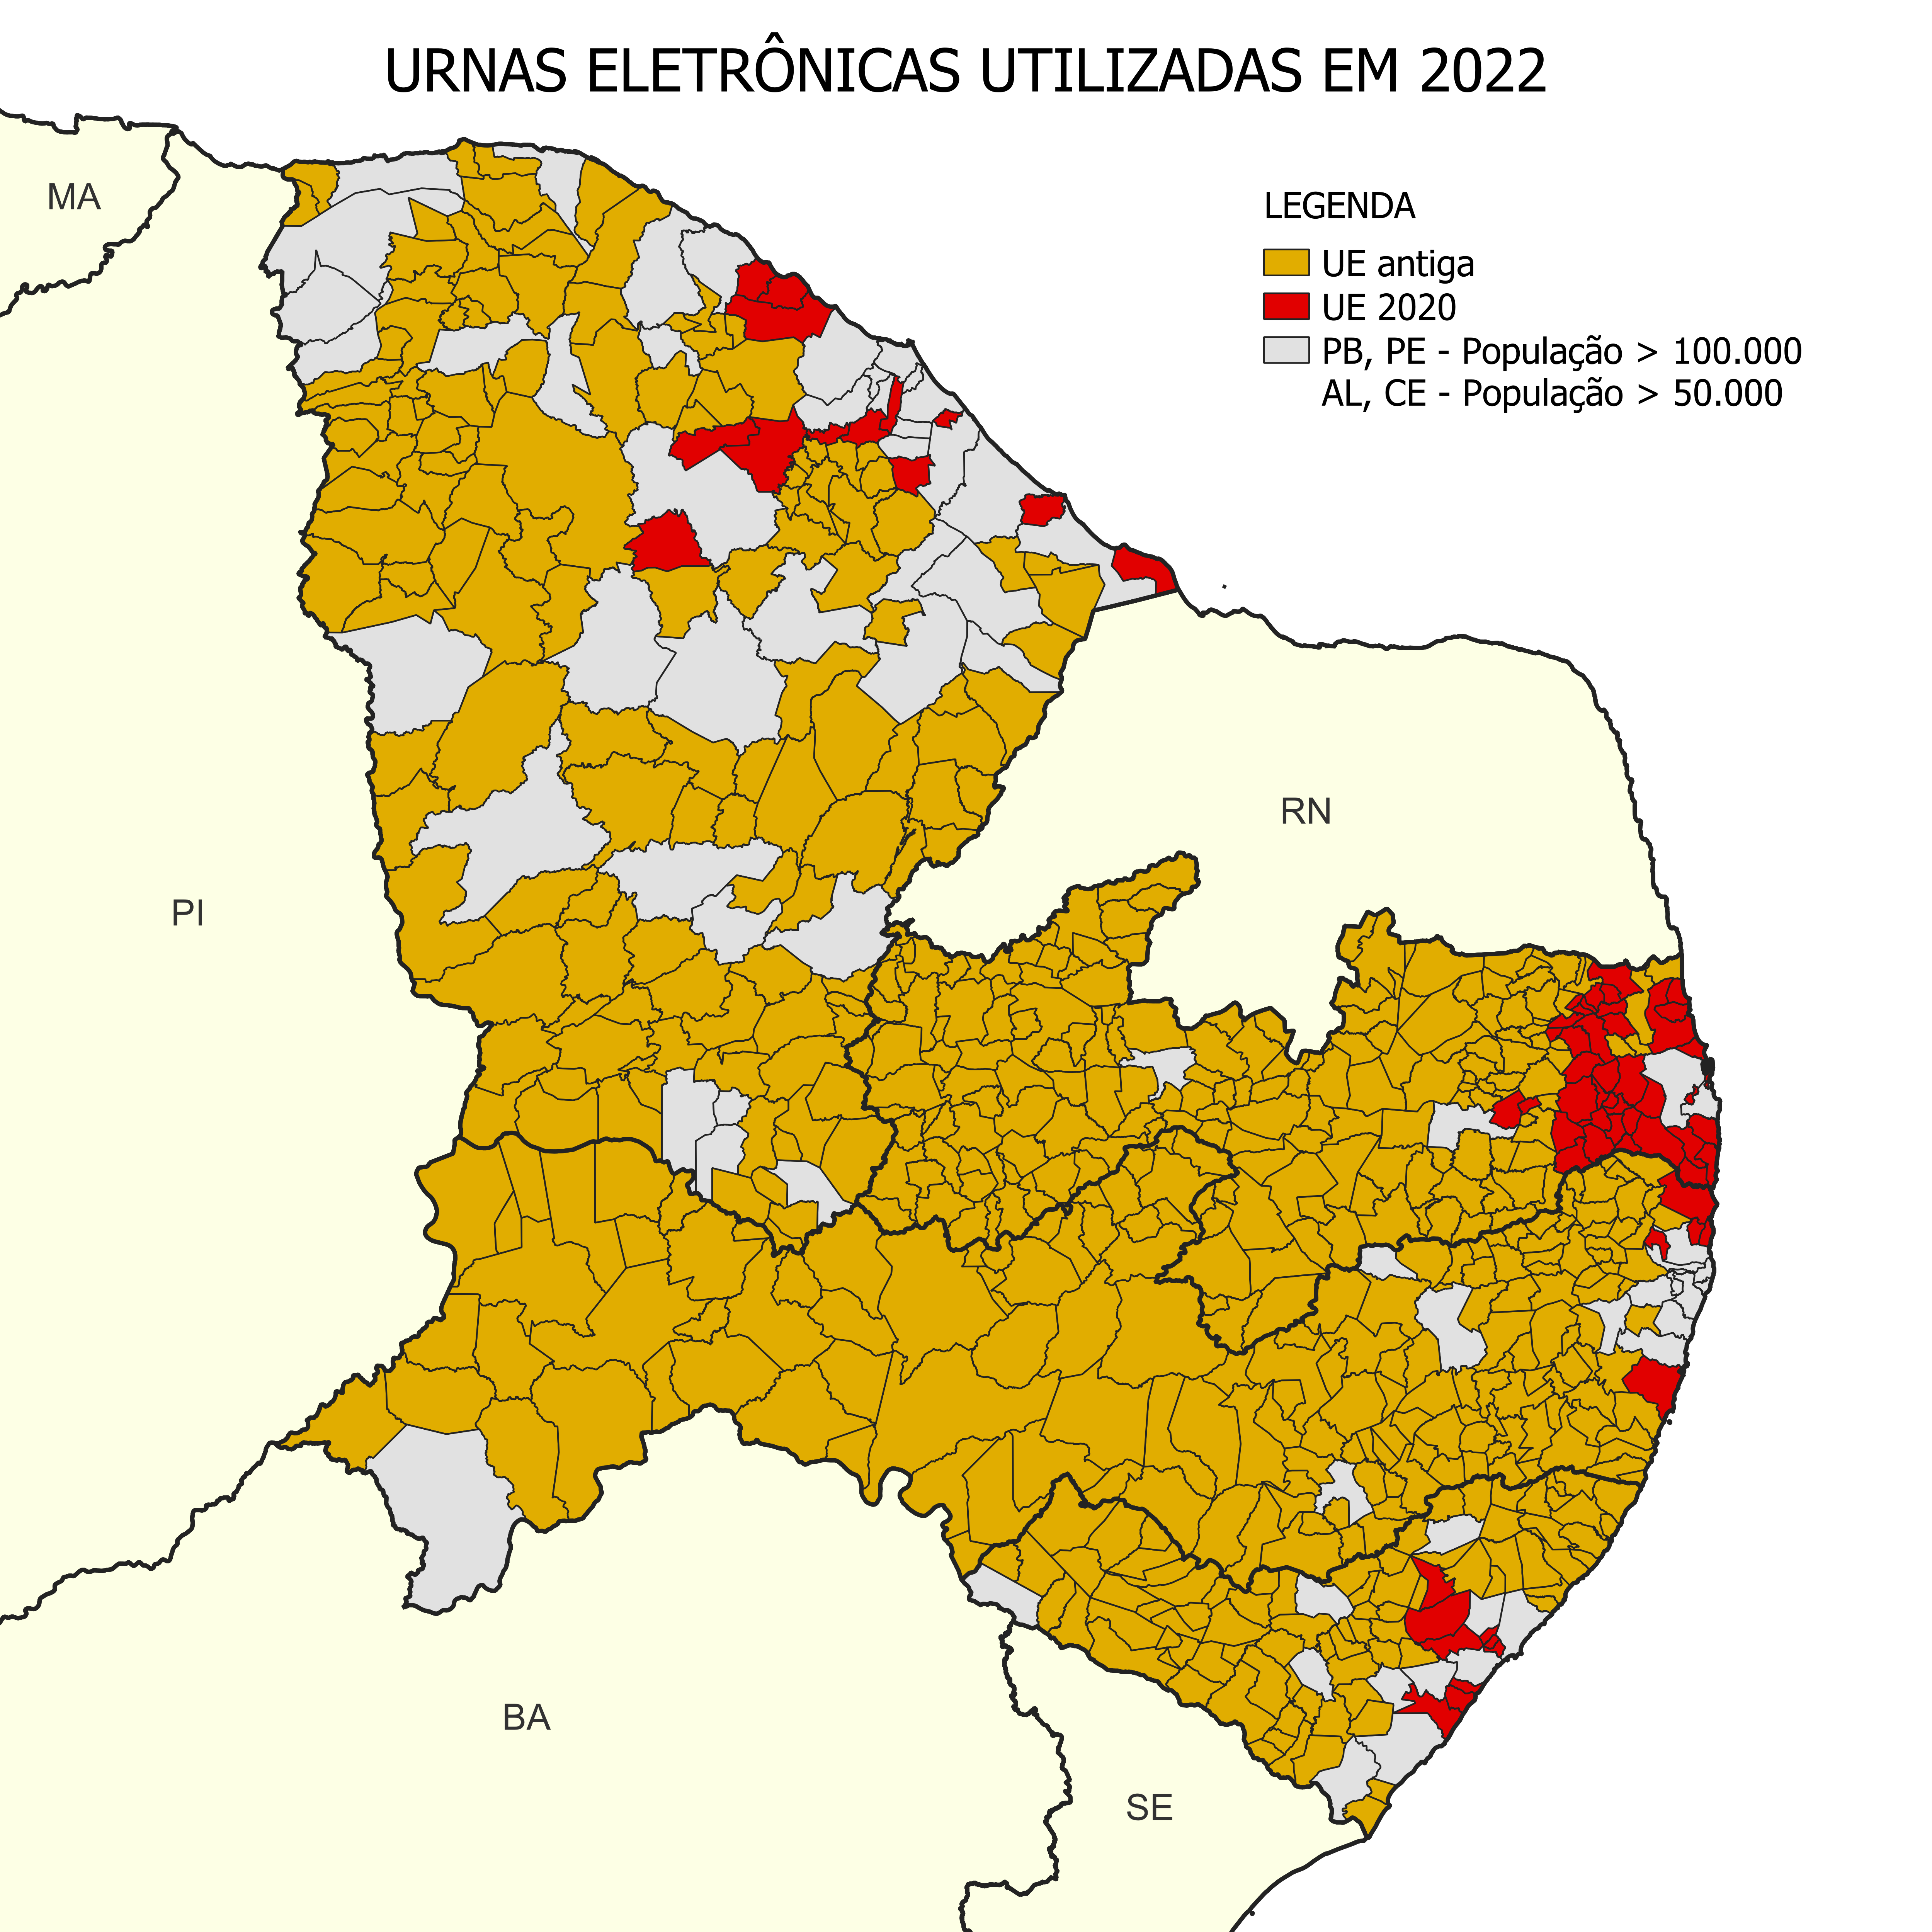 URNAS ELETRÔNICAS UTILIZADAS EM 2022
MA
LEGENDA
UE antiga
UE 2020
PB, PE - População > 100.000
AL, CE - População > 50.000
RN
PI
BA
SE